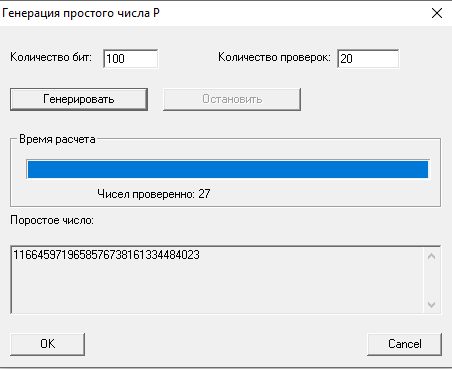 Генерация простого числа P
Количество бит: 100 Количество проверок: 20
Генерировать Остановить
Время расчета
Чисел проверенно: 27
Поростое число:
1166459719658576738161334484023
OK Cancel